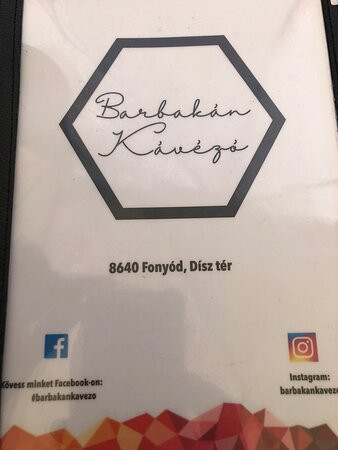 Barbakán
Kávézó
8640 Fonyód, Dísz tér
Kövess minket Facebook-on:
#barbakankavezo
Instagram:
barbakankavezo